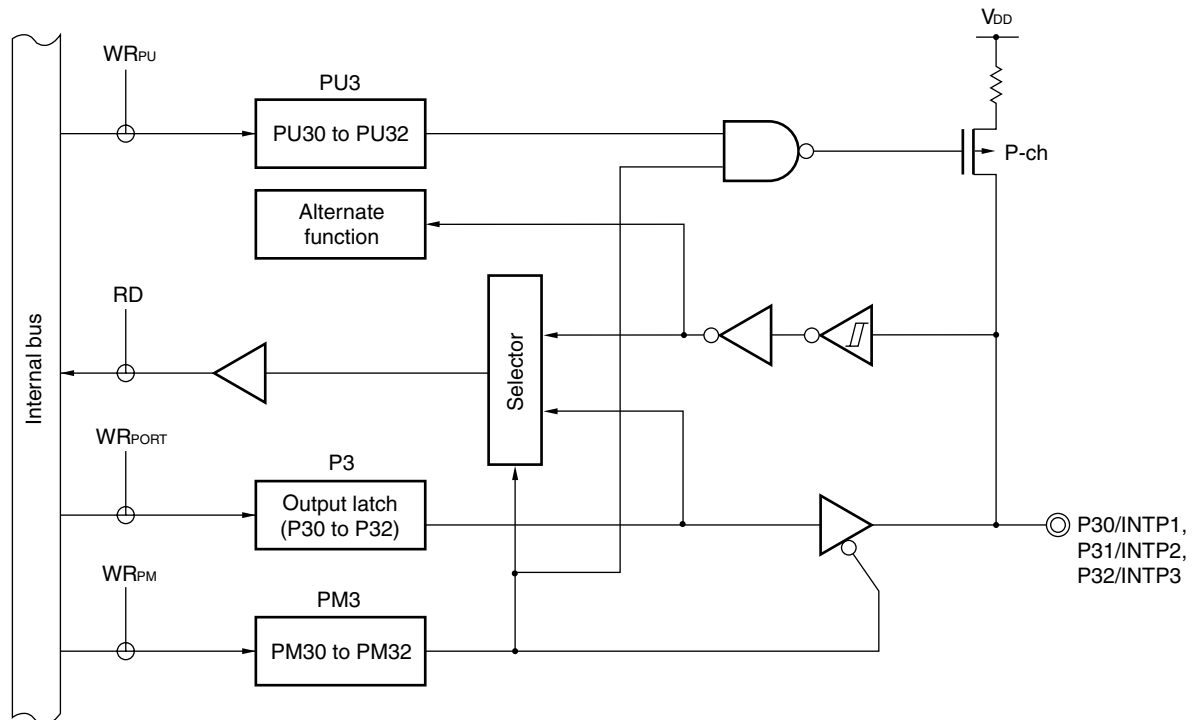 VDD
WRPU
PU3
PU30 to PU32
P-ch
Alternate
function
RD
Internal bus
Selector
WRPORT
P3
Output latch
(P30 to P32)
P30/INTP1,
P31/INTP2,
P32/INTP3
WRPM
PM3
PM30 to PM32